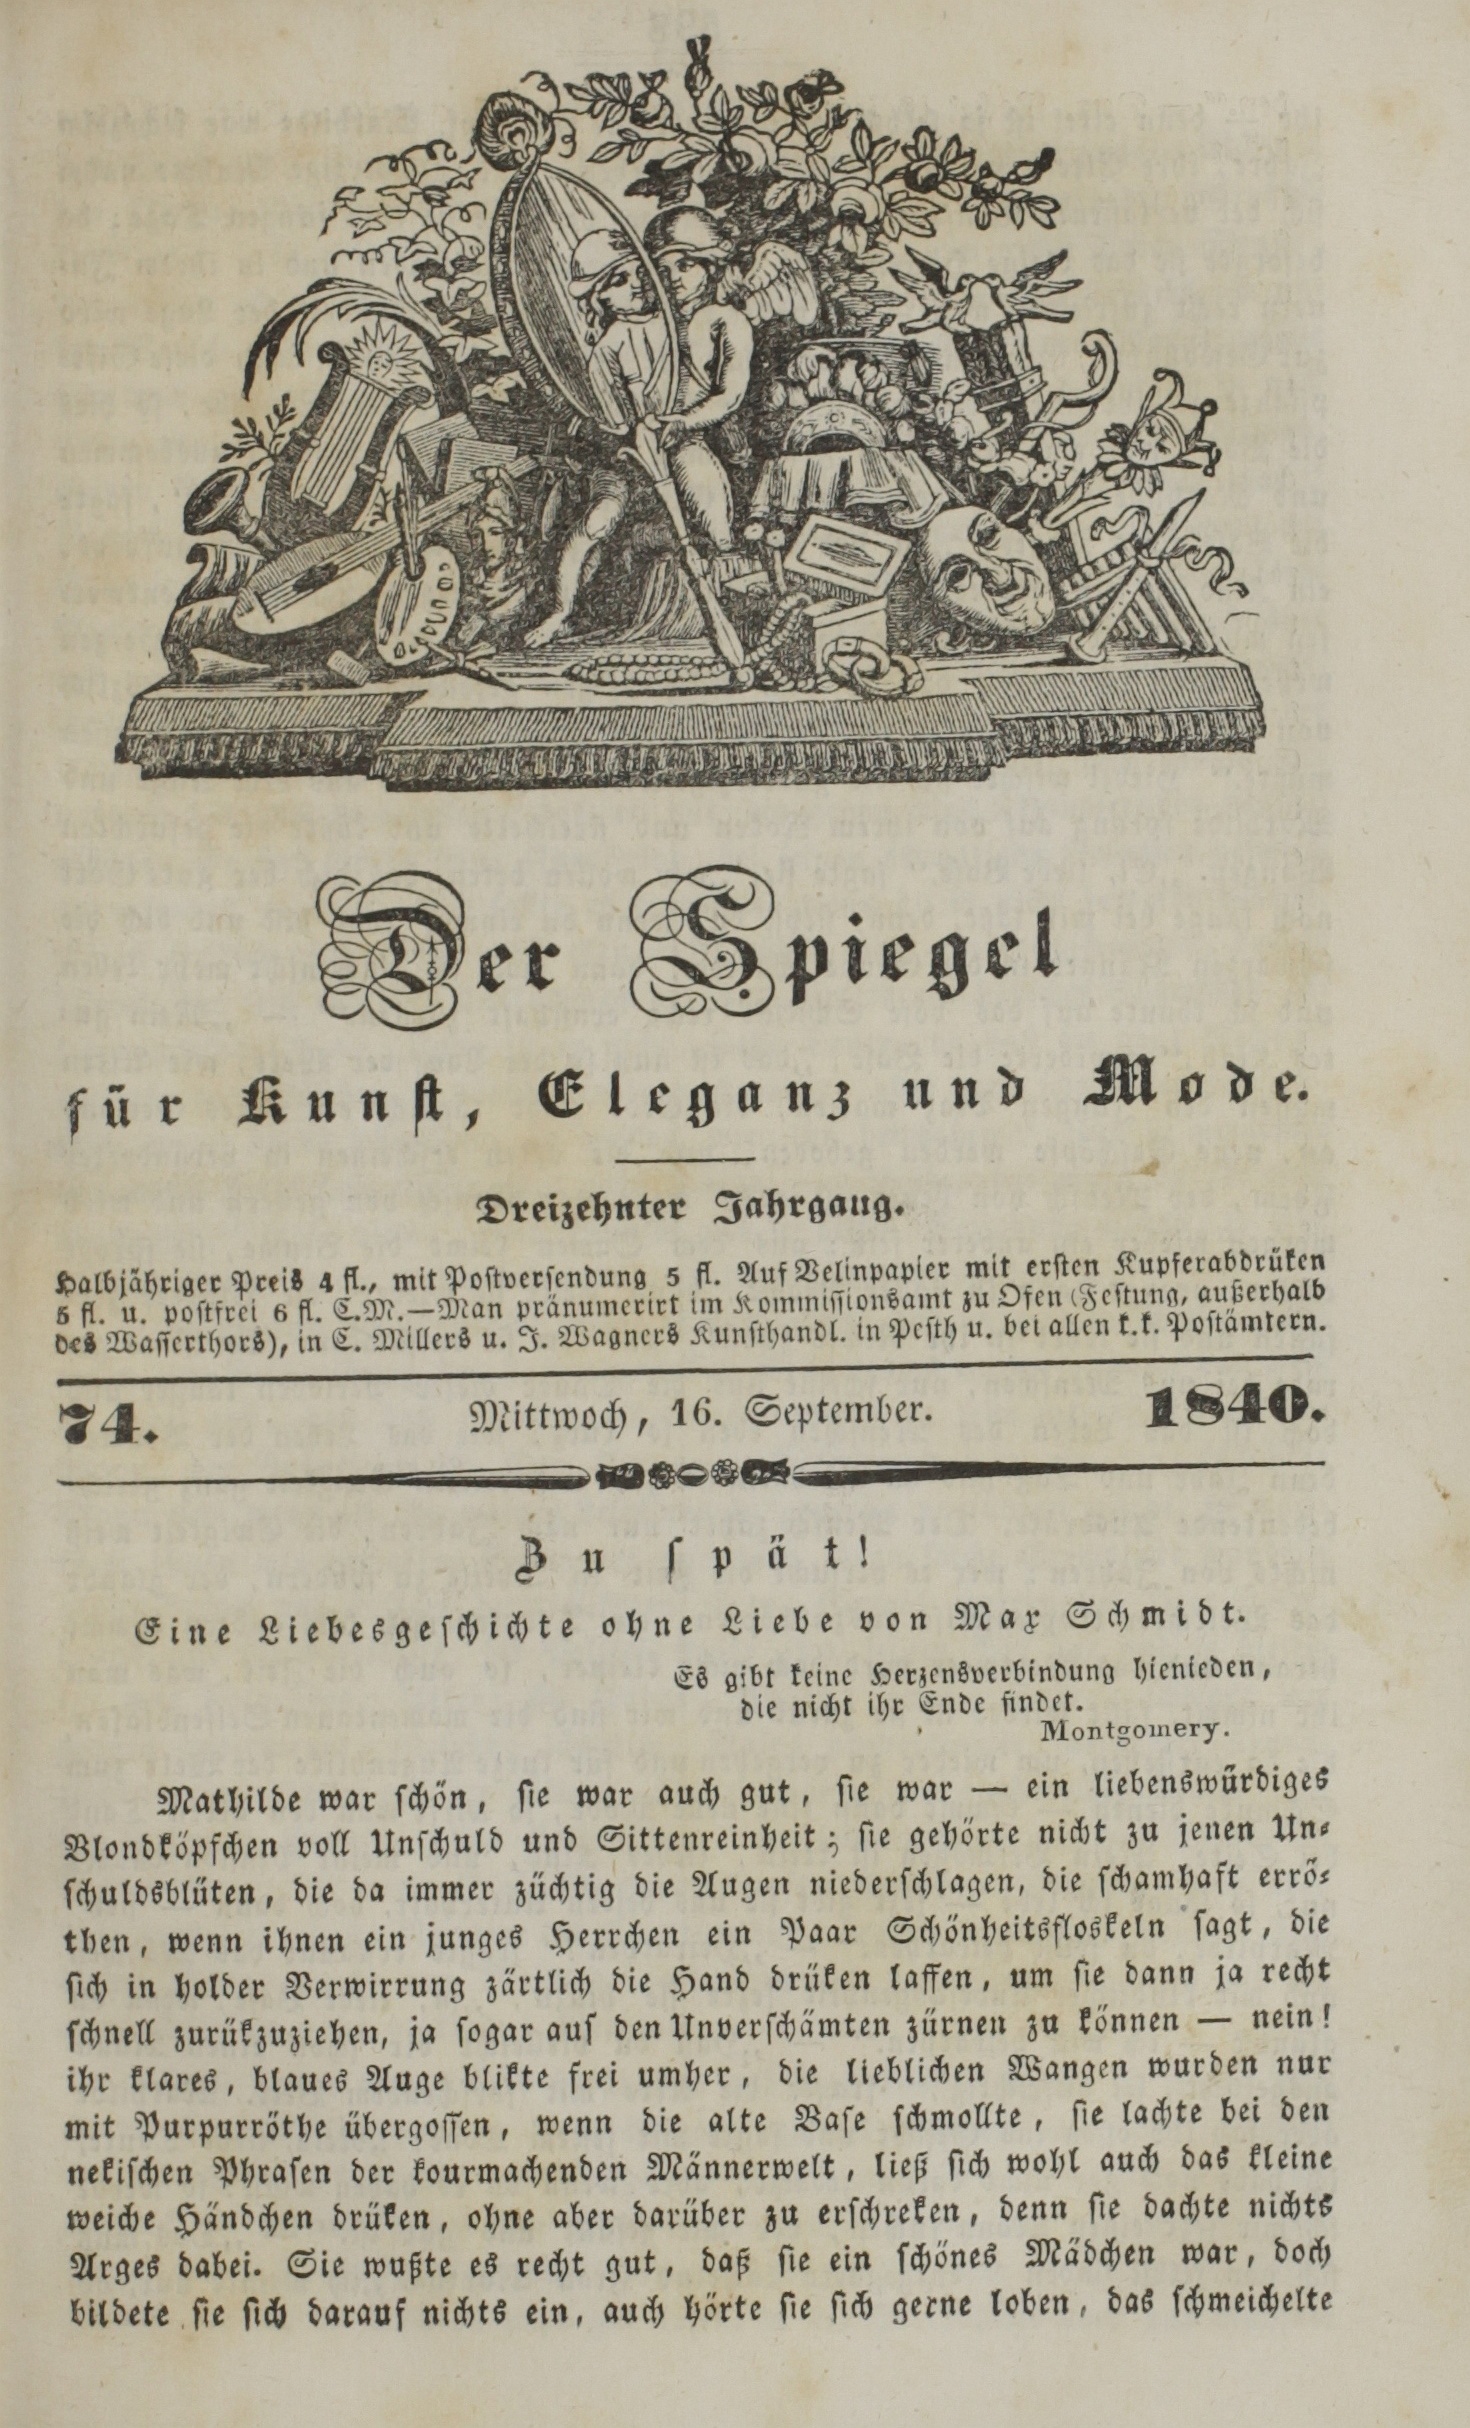 Der Spiegel
für Kunst, Eleganz und Mode.
Dreizehnter Jahrgang.
Halbjähriger Preis 4 fl., mit Postversendung 5 fl. Auf Velinpapier mit ersten Kupferabdrüken
5 fl. u. postfrei 6 fl. C.M.—Man pränumerirt im Kommissionsamt zu Ofen (Festung, außerhalb
des Wasserthors), in C. Millers u. J. Wagners Kunsthandl. in Pesth u. bei allen k.k. Postämtern.
74. Mittwoch, 16. September. 1840.
Zu spät!
Eine Liebesgeschichte ohne Liebe von Max Schmidt.
Es gibt keine Herzensverbindung hienieden,
die nicht ihr Ende findet.
Montgomery.
Mathilde war schön, sie war auch gut, sie war — ein liebenswürdiges
Blondköpfchen voll Unschuld und Sittenreinheit; sie gehörte nicht zu jenen Un-
schuldsblüten, die da immer züchtig die Augen niederschlagen, die schamhaft errö-
then, wenn ihnen ein junges Herrchen ein Paar Schönheitsfloskeln sagt, die
sich in holder Verwirrung zärtlich die Hand drüken lassen, um sie dann ja recht
schnell zurükzuziehen, ja sogar auf den Unverschämten zürnen zu können — nein!
ihr klares, blaues Auge blikte frei umher, die lieblichen Wangen wurden nur
mit Purpurröthe übergossen, wenn die alte Base schmollte, sie lachte bei den
nekischen Phrasen der kourmachenden Männerwelt, ließ sich wohl auch das kleine
weiche Händchen drüken, ohne aber darüber zu erschreken, denn sie dachte nichts
Arges dabei. Sie wußte es recht gut, daß sie ein schönes Mädchen war, doch
bildete sie sich darauf nichts ein, auch hörte sie sich gerne loben, das schmeichelte